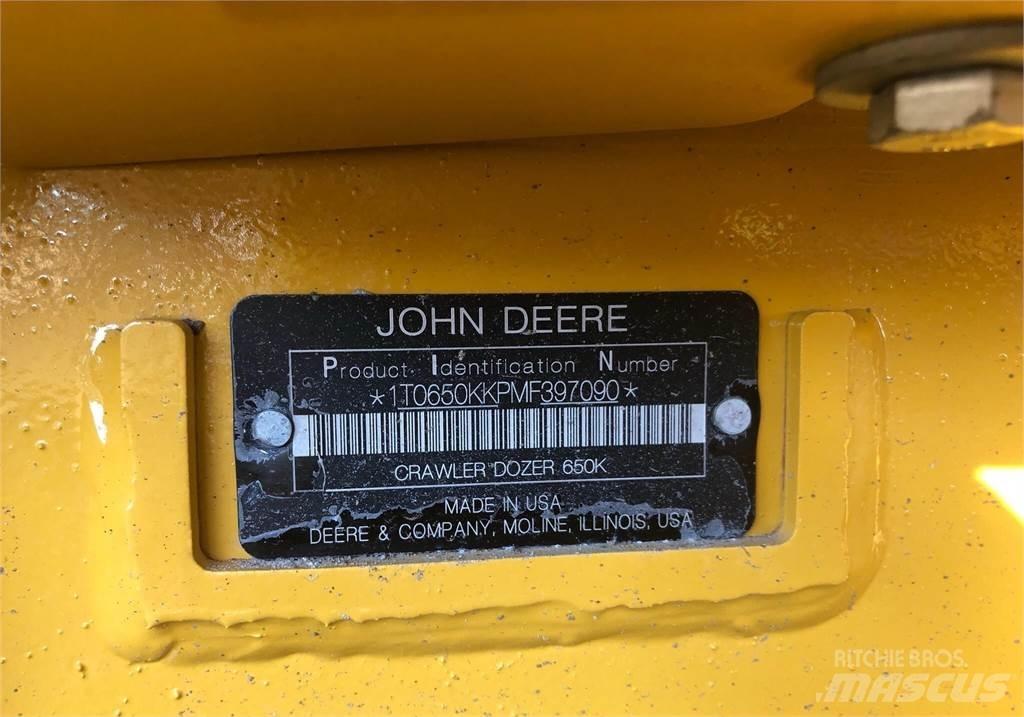 JOHN DEERE
Product Identification Number
*1T0650KKPMF397090*
CRAWLER DOZER 650K
MADE IN USA
DEERE & COMPANY, MOLINE, ILLINOIS, USA
RITCHIE BROS.
MASCUS